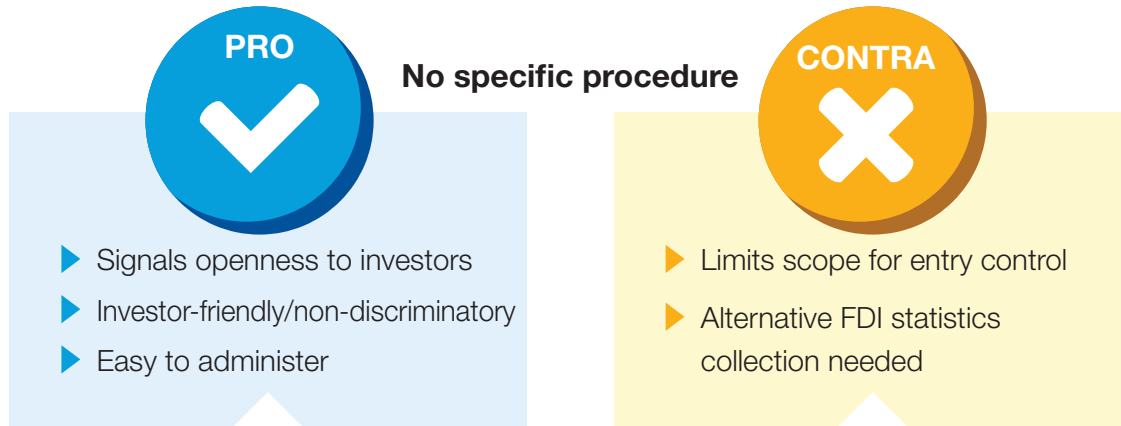 PRO
No specific procedure
CONTRA
Signals openness to investors
Investor-friendly/non-discriminatory
Easy to administer
Limits scope for entry control
Alternative FDI statistics
collection needed